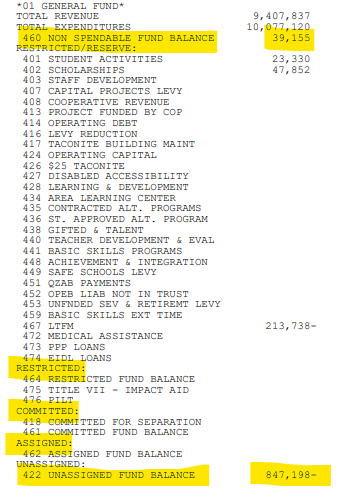 *01 GENERAL FUND*
TOTAL REVENUE 9,407,837
TOTAL EXPENDITURES 10,077,120
460 NON SPENDABLE FUND BALANCE 39,155
RESTRICTED/RESERVE:
401 STUDENT ACTIVITIES 23,330
402 SCHOLARSHIPS 47,852
403 STAFF DEVELOPMENT
407 CAPITAL PROJECTS LEVY
408 COOPERATIVE REVENUE
413 PROJECT FUNDED BY COP
414 OPERATING DEBT
416 LEVY REDUCTION
417 TACONITE BUILDING MAINT
424 OPERATING CAPITAL
426 $25 TACONITE
427 DISABLED ACCESSIBILITY
428 LEARNING & DEVELOPMENT
434 AREA LEARNING CENTER
435 CONTRACTED ALT. PROGRAMS
436 ST. APPROVED ALT. PROGRAM
438 GIFTED & TALENT
440 TEACHER DEVELOPMENT & EVAL
441 BASIC SKILLS PROGRAMS
448 ACHIEVEMENT & INTEGRATION
449 SAFE SCHOOLS LEVY
451 QZAB PAYMENTS
452 OPEB LIAB NOT IN TRUST
453 UNFNDED SEV & RETIREMT LEVY
459 BASIC SKILLS EXT TIME
467 LTFM 213,738-
472 MEDICAL ASSISTANCE
473 PPP LOANS
474 EIDL LOANS
RESTRICTED:
464 RESTRICTED FUND BALANCE
475 TITLE VII - IMPACT AID
476 PILT
COMMITTED:
418 COMMITTED FOR SEPARATION
461 COMMITTED FUND BALANCE
ASSIGNED:
462 ASSIGNED FUND BALANCE
UNASSIGNED:
422 UNASSIGNED FUND BALANCE 847,198-